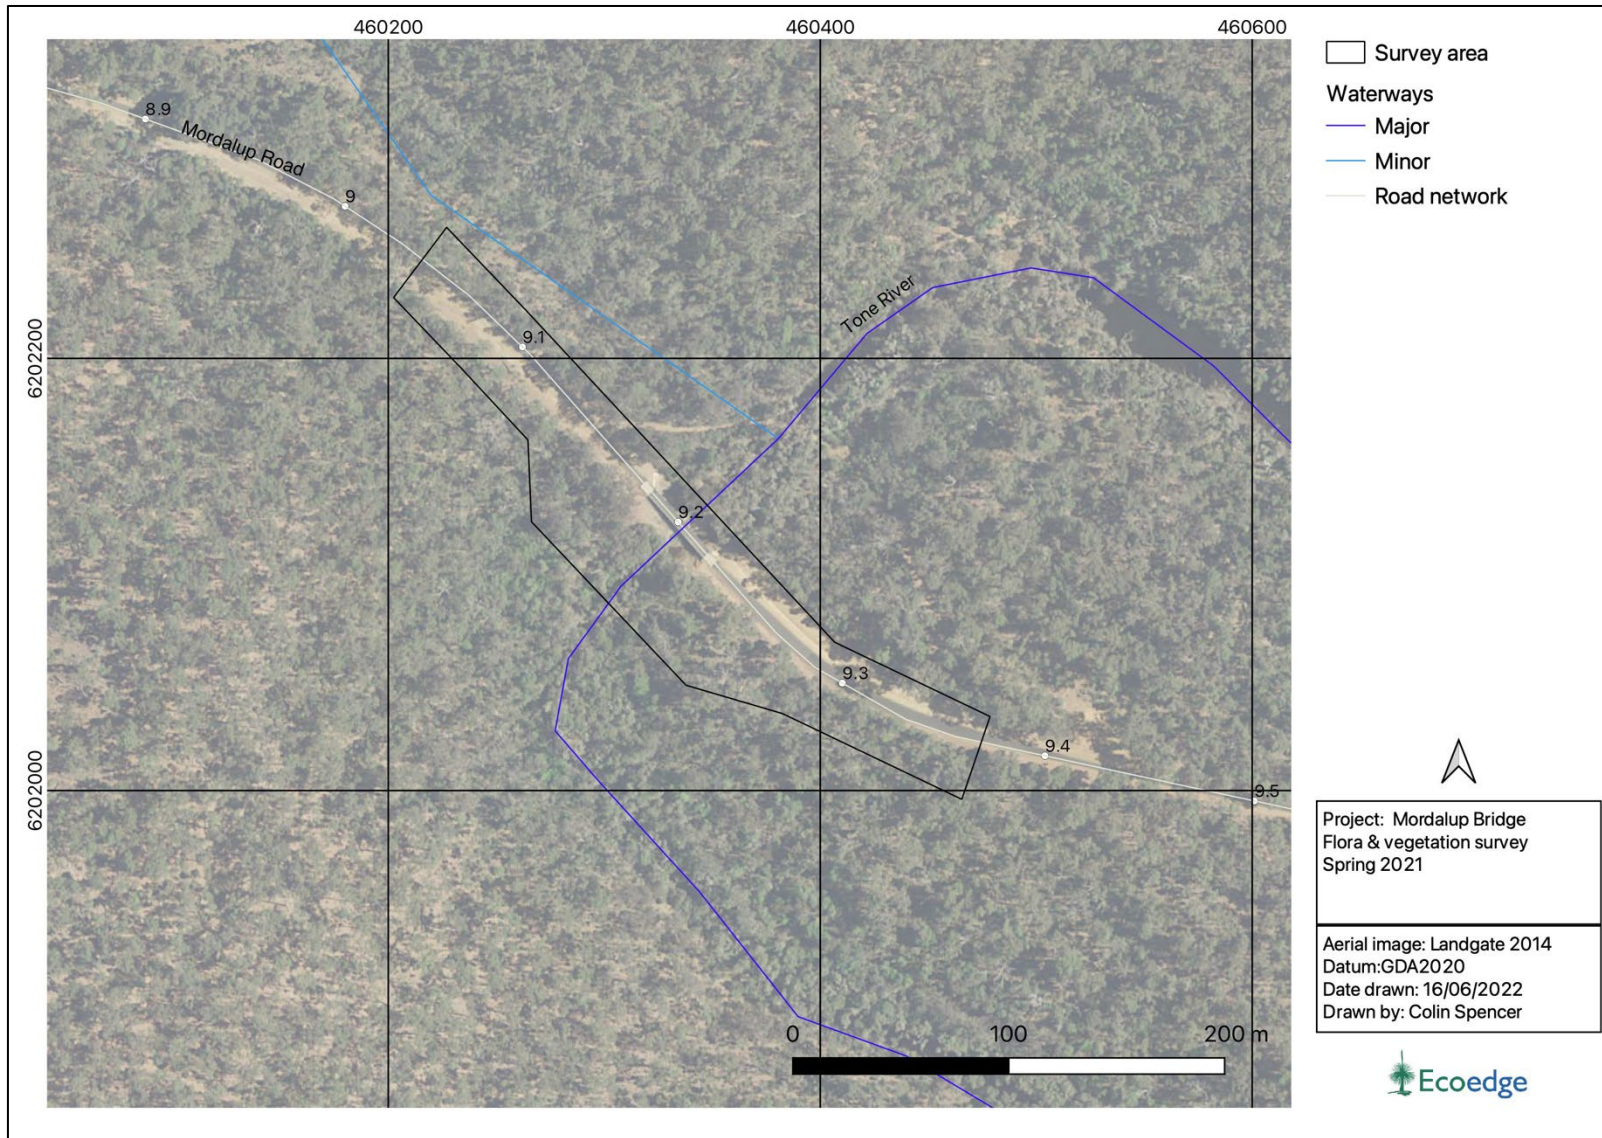 460200
460400
460600
Survey area
Waterways
Major
Minor
Road network
8.9
Mordalup Road
9
Tone River
6202200
9.1
9.2
9.3
9.4
6202000
9.5
0
100
200 m
Project: Mordalup Bridge
Flora & vegetation survey
Spring 2021
Aerial image: Landgate 2014
Datum:GDA2020
Date drawn: 16/06/2022
Drawn by: Colin Spencer
Ecoedge